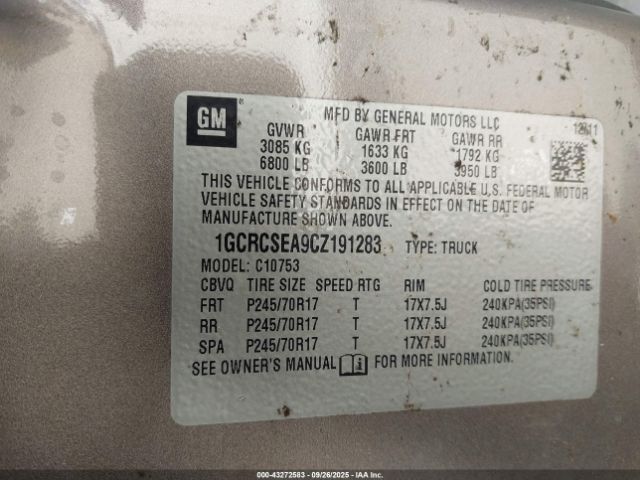 GM
MFD BY GENERAL MOTORS LLC
GVWR GAWR FRT GAWR RR 12/11
3085 KG 1633 KG 1792 KG
6800 LB 3600 LB 3950 LB
THIS VEHICLE CONFORMS TO ALL APPLICABLE U.S. FEDERAL MOTOR
VEHICLE SAFETY STANDARDS IN EFFECT ON THE DATE OF
MANUFACTURE SHOWN ABOVE.
1GCRCSEA9CZ191283 TYPE: TRUCK
MODEL: C10753
CBVQ TIRE SIZE SPEED RTG RIM COLD TIRE PRESSURE
FRT P245/70R17 T 17X7.5J 240KPA(35PSI)
RR P245/70R17 T 17X7.5J 240KPA(35PSI)
SPA P245/70R17 T 17X7.5J 240KPA(35PSI)
SEE OWNER'S MANUAL FOR MORE INFORMATION.
000-43272583 - 09/26/2025 - Copyright IAA, Inc.